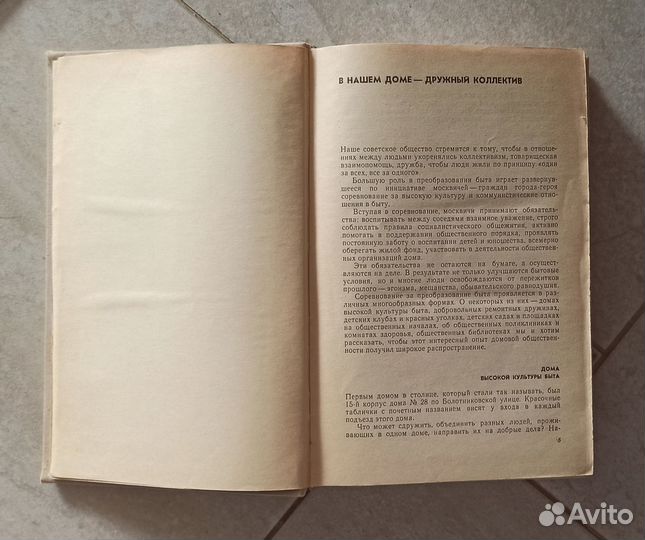 В НАШЕМ ДОМЕ — ДРУЖНЫЙ КОЛЛЕКТИВ
Наше советское общество стремится к тому, чтобы в отноше-
ниях между людьми укоренялись коллективизм, товарищеская
взаимопомощь, дружба, чтобы люди жили по принципу «один
за всех, все за одного».
Большую роль в преобразовании быта играет развернув-
шееся по инициативе москвичей — граждан города-героя
соревнование за высокую культуру и коммунистические отно-
шения в быту.
Вступая в соревнование, москвичи принимают обязатель-
ства: воспитывать между соседями взаимное уважение, строго
соблюдать правила социалистического общежития, активно
помогать в поддержании общественного порядка, проявлять
постоянную заботу о воспитании детей и юношества, всемерно
оберегать жилой фонд, участвовать в деятельности обществен-
ных организаций дома.
Эти обязательства не остаются на бумаге, а осущест-
вляются на деле. В результате не только улучшаются бытовые
условия, но и многие люди освобождаются от пережитков
прошлого — эгоизма, мещанства, обывательского равнодушия.
Соревнование за преобразование быта проявляется в раз-
личных многообразных формах. О некоторых из них — домах
высокой культуры быта, добровольных ремонтных дружинах,
детских клубах и красных уголках, детских садах и площадках
на общественных началах, об общественных поликлиниках и
комнатах здоровья, общественных библиотеках мы и хотим
рассказать, чтобы этот интересный опыт домовой общественно-
сти получил широкое распространение.
ДОМА
ВЫСОКОЙ КУЛЬТУРЫ БЫТА
Первым домом в столице, который стали так называть, был
15-й корпус дома № 28 по Болотниковской улице. Красочные
таблички с почетным названием висят у входа в каждый
подъезд этого дома.
Что может сдружить, объединить разных людей, прожи-
вающих в одном доме, направить их на добрые дела? На-
5
Avito